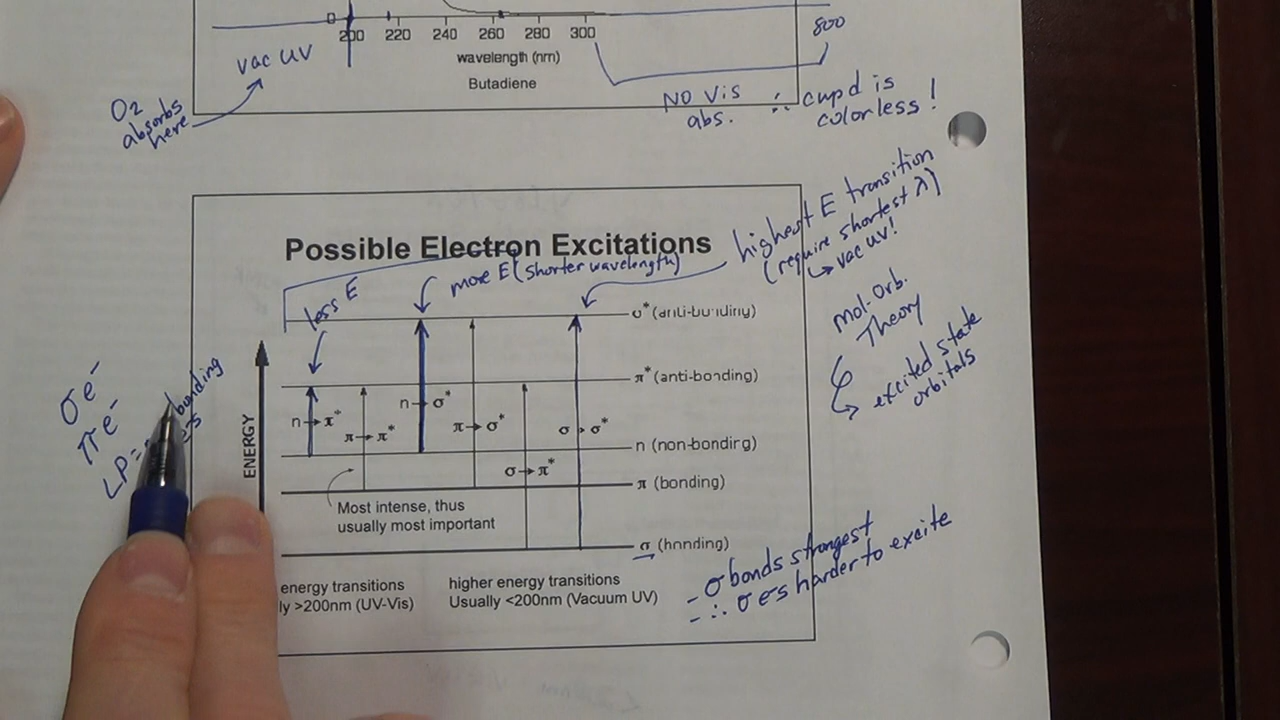 0
200 220 240 260 280 300
800
wavelength (nm)
Butadiene
vac UV
O2
absorbs
here
NO Vis
abs.
∴ cmpd is
colorless!
Possible Electron Excitations
highest E transition
(require shortest λ)
↳ vac uv!
less E
more E (shorter wavelength)
mol. Orb.
Theory
excited state
orbitals
σ* (anti-bonding)
π* (anti-bonding)
n (non-bonding)
π (bonding)
σ (bonding)
ENERGY
n → π*
π → π*
n → σ*
π → σ*
σ → π*
σ → σ*
σ e⁻
π e⁻
LP =
bonding
Most intense, thus
usually most important
energy transitions
ly >200nm (UV-Vis)
higher energy transitions
Usually <200nm (Vacuum UV)
- σ bonds strongest
- ∴ σ es harder to excite